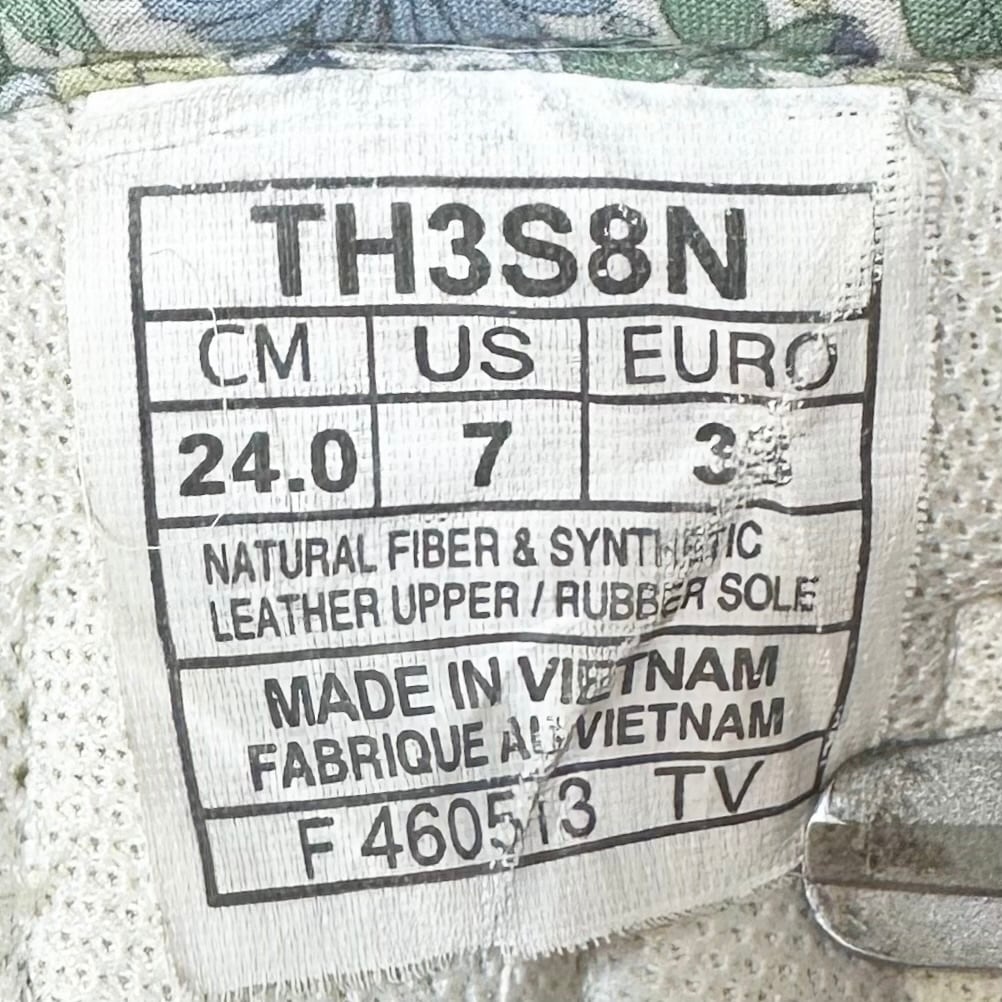 TH3S8N
CM US EURO
24.0 7
NATURAL FIBER & SYNTHETIC
LEATHER UPPER / RUBBER SOLE
MADE IN VIETNAM
FABRIQUE AU VIETNAM
F 460513 TV